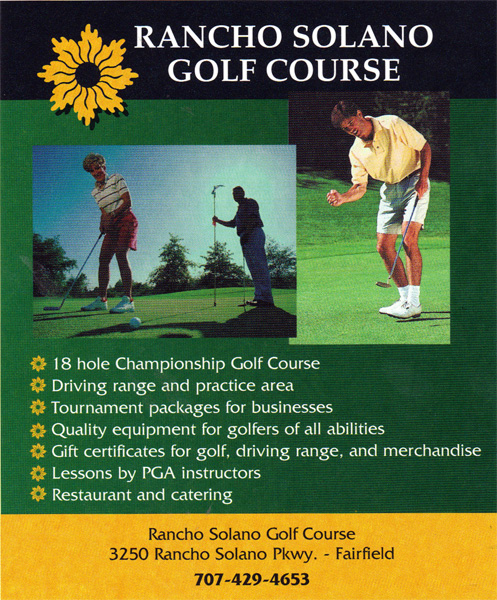 RANCHO SOLANO
GOLF COURSE
18 hole Championship Golf Course
Driving range and practice area
Tournament packages for businesses
Quality equipment for golfers of all abilities
Gift certificates for golf, driving range, and merchandise
Lessons by PGA instructors
Restaurant and catering
Rancho Solano Golf Course
3250 Rancho Solano Pkwy. - Fairfield
707-429-4653